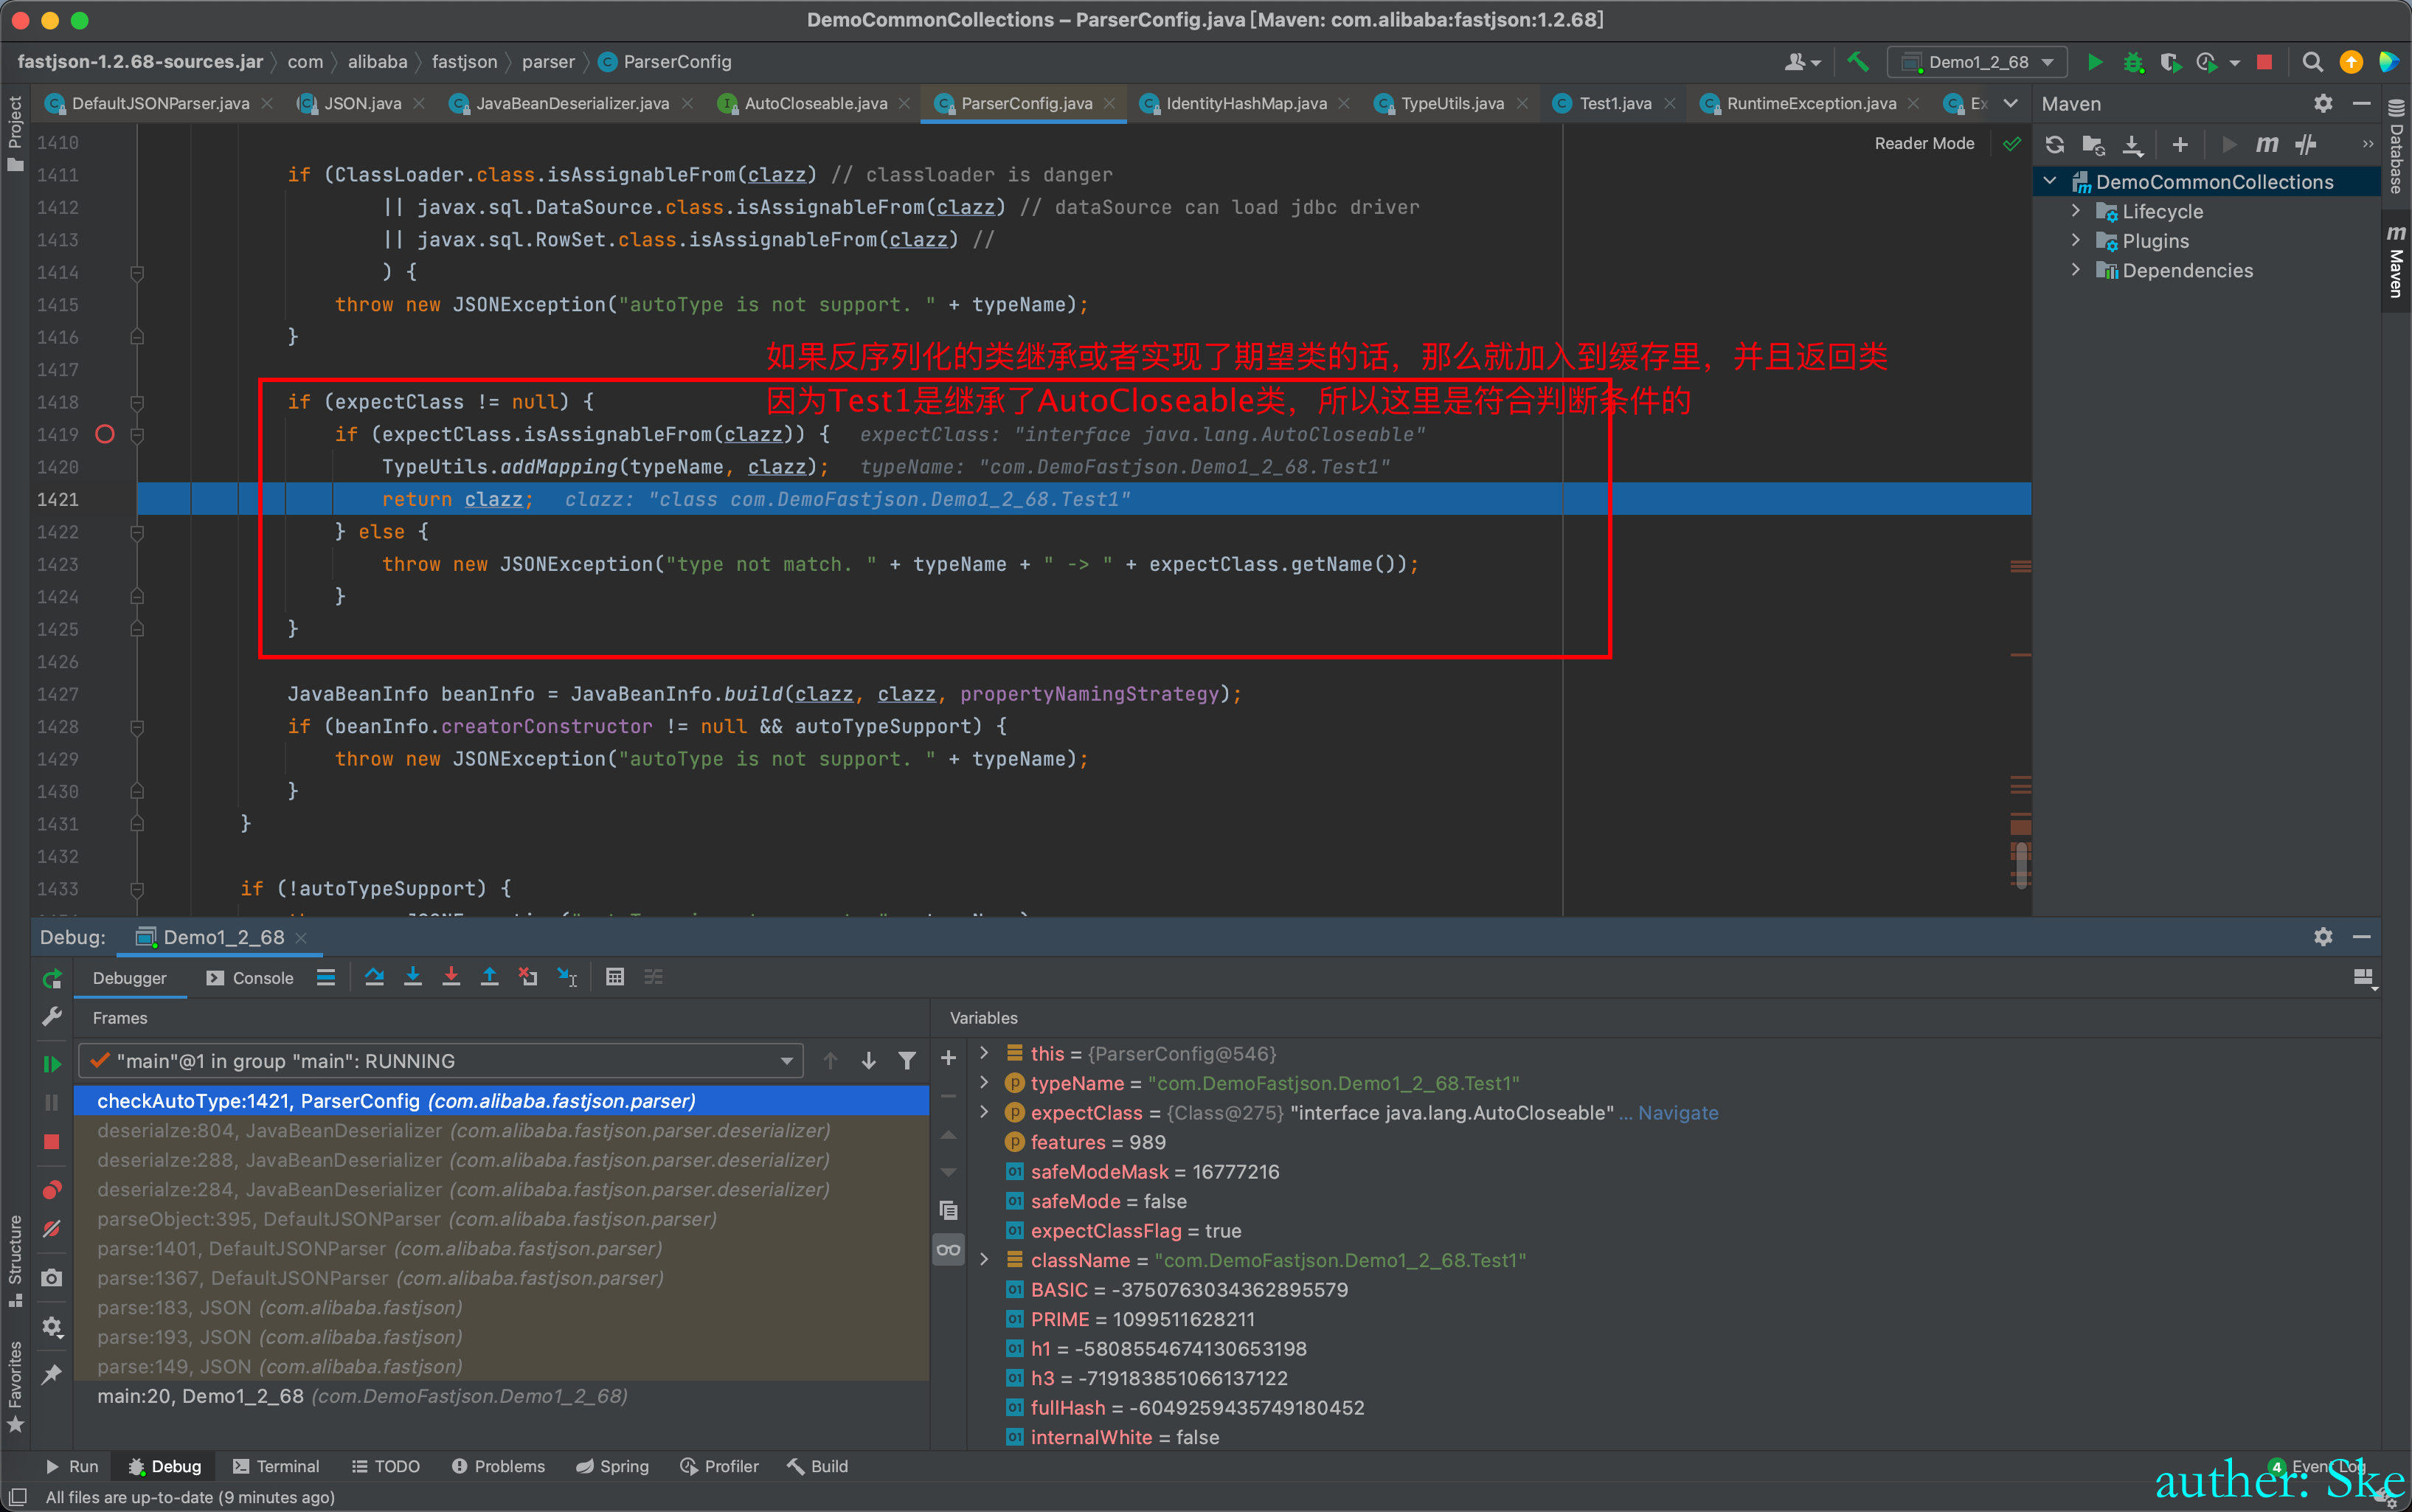 DemoCommonCollections – ParserConfig.java [Maven: com.alibaba:fastjson:1.2.68]
fastjson-1.2.68-sources.jar com alibaba fastjson parser ParserConfig
Demo1_2_68
DefaultJSONParser.java JSON.java JavaBeanDeserializer.java AutoCloseable.java ParserConfig.java IdentityHashMap.java TypeUtils.java Test1.java RuntimeException.java Ex
Maven
Project
Database
Maven
Reader Mode
DemoCommonCollections
Lifecycle
Plugins
Dependencies
1410
1411 if (ClassLoader.class.isAssignableFrom(clazz) // classloader is danger
1412 || javax.sql.DataSource.class.isAssignableFrom(clazz) // dataSource can load jdbc driver
1413 || javax.sql.RowSet.class.isAssignableFrom(clazz) //
1414 ) {
1415 throw new JSONException("autoType is not support. " + typeName);
1416 }
如果反序列化的类继承或者实现了期望类的话，那么就加入到缓存里，并且返回类
1417
因为Test1是继承了AutoCloseable类，所以这里是符合判断条件的
1418 if (expectClass != null) {
1419 if (expectClass.isAssignableFrom(clazz)) { expectClass: "interface java.lang.AutoCloseable"
1420 TypeUtils.addMapping(typeName, clazz); typeName: "com.DemoFastjson.Demo1_2_68.Test1"
1421 return clazz; clazz: "class com.DemoFastjson.Demo1_2_68.Test1"
1422 } else {
1423 throw new JSONException("type not match. " + typeName + " -> " + expectClass.getName());
1424 }
1425 }
1426
1427 JavaBeanInfo beanInfo = JavaBeanInfo.build(clazz, clazz, propertyNamingStrategy);
1428 if (beanInfo.creatorConstructor != null && autoTypeSupport) {
1429 throw new JSONException("autoType is not support. " + typeName);
1430 }
1431 }
1432
1433 if (!autoTypeSupport) {
Debug: Demo1_2_68
Debugger Console
Frames
"main"@1 in group "main": RUNNING
checkAutoType:1421, ParserConfig (com.alibaba.fastjson.parser)
deserialze:804, JavaBeanDeserializer (com.alibaba.fastjson.parser.deserializer)
deserialze:288, JavaBeanDeserializer (com.alibaba.fastjson.parser.deserializer)
deserialze:284, JavaBeanDeserializer (com.alibaba.fastjson.parser.deserializer)
parseObject:395, DefaultJSONParser (com.alibaba.fastjson.parser)
parse:1401, DefaultJSONParser (com.alibaba.fastjson.parser)
parse:1367, DefaultJSONParser (com.alibaba.fastjson.parser)
parse:183, JSON (com.alibaba.fastjson)
parse:193, JSON (com.alibaba.fastjson)
parse:149, JSON (com.alibaba.fastjson)
main:20, Demo1_2_68 (com.DemoFastjson.Demo1_2_68)
Variables
this = {ParserConfig@546}
typeName = "com.DemoFastjson.Demo1_2_68.Test1"
expectClass = {Class@275} "interface java.lang.AutoCloseable" ... Navigate
features = 989
safeModeMask = 16777216
safeMode = false
expectClassFlag = true
className = "com.DemoFastjson.Demo1_2_68.Test1"
BASIC = -3750763034362895579
PRIME = 1099511628211
h1 = -5808554674130653198
h3 = -719183851066137122
fullHash = -6049259435749180452
internalWhite = false
Structure
Favorites
Run Debug Terminal TODO Problems Spring Profiler Build
4 Event Log
auther: Ske
All files are up-to-date (9 minutes ago)